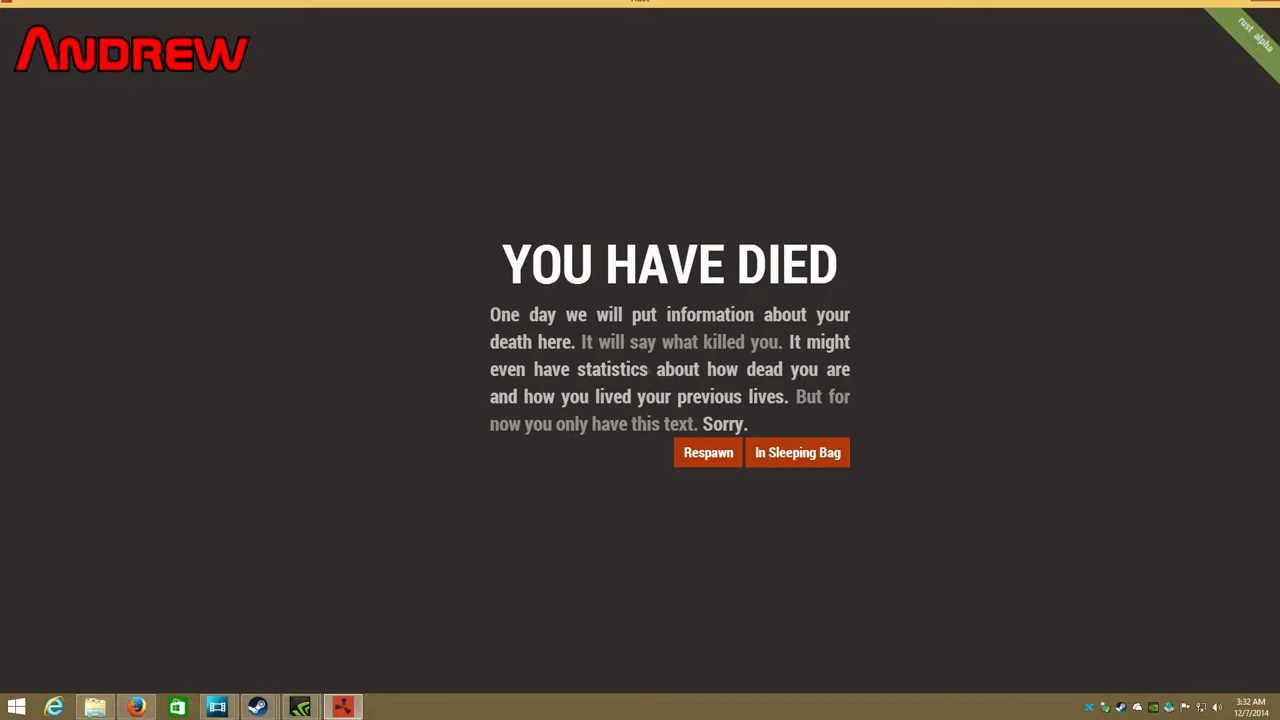 ANDREW
rust alpha
YOU HAVE DIED
One day we will put information about your
death here. It will say what killed you. It might
even have statistics about how dead you are
and how you lived your previous lives. But for
now you only have this text. Sorry.
Respawn
In Sleeping Bag
3:32 AM
12/7/2014